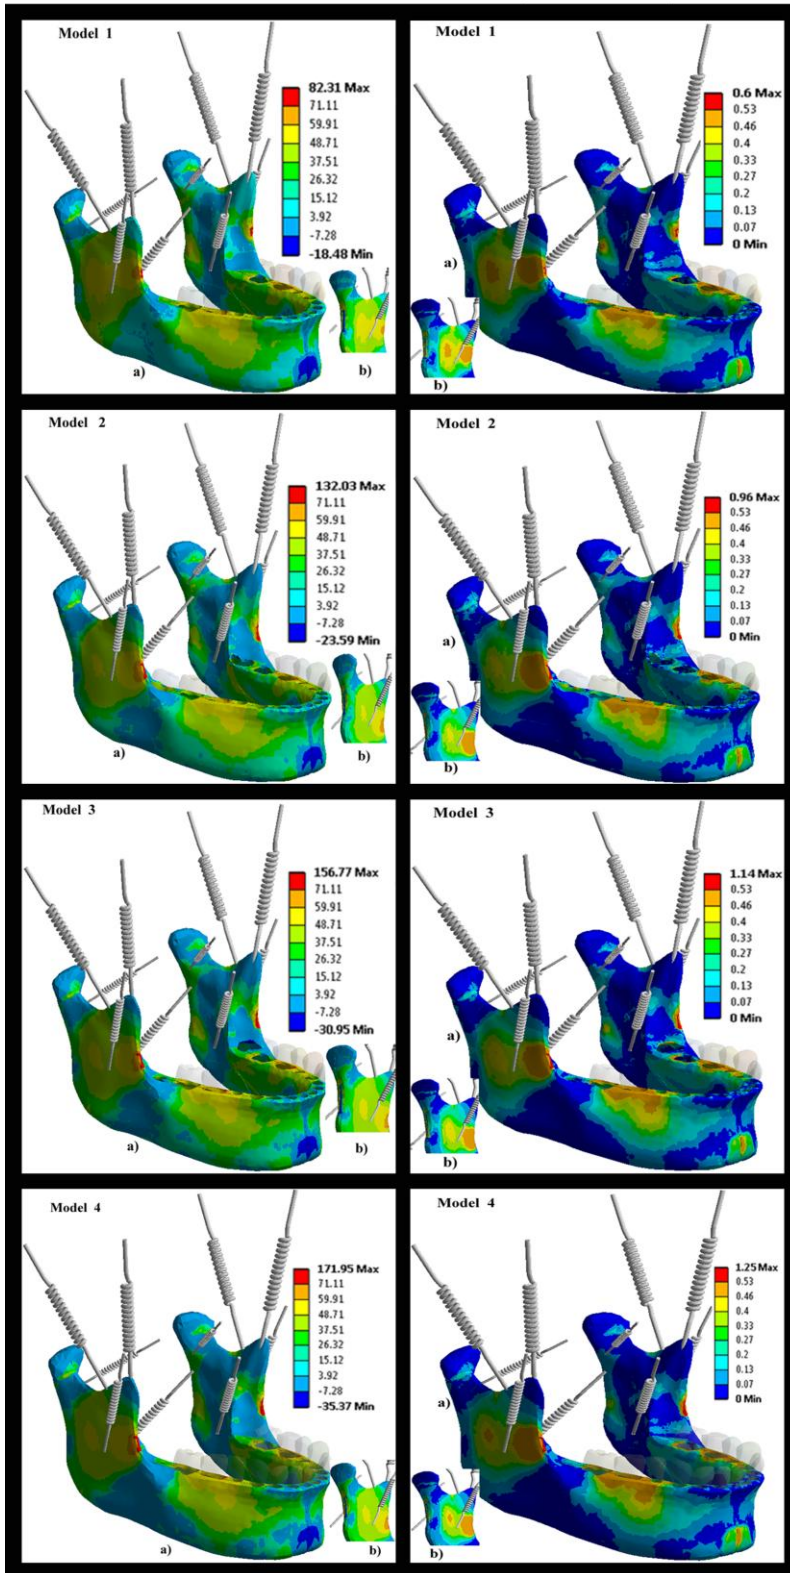 Model 1
82.31 Max
71.11
59.91
48.71
37.51
26.32
15.12
3.92
-7.28
-18.48 Min
a)
b)
Model 1
0.6 Max
0.53
0.46
0.4
0.33
0.27
0.2
0.13
0.07
0 Min
a)
b)
Model 2
132.03 Max
71.11
59.91
48.71
37.51
26.32
15.12
3.92
-7.28
-23.59 Min
a)
b)
Model 2
0.96 Max
0.53
0.46
0.4
0.33
0.27
0.2
0.13
0.07
0 Min
a)
b)
Model 3
156.77 Max
71.11
59.91
48.71
37.51
26.32
15.12
3.92
-7.28
-30.95 Min
a)
b)
Model 3
1.14 Max
0.53
0.46
0.4
0.33
0.27
0.2
0.13
0.07
0 Min
a)
b)
Model 4
171.95 Max
71.11
59.91
48.71
37.51
26.32
15.12
3.92
-7.28
-35.37 Min
a)
b)
Model 4
1.25 Max
0.53
0.46
0.4
0.33
0.27
0.2
0.13
0.07
0 Min
a)
b)